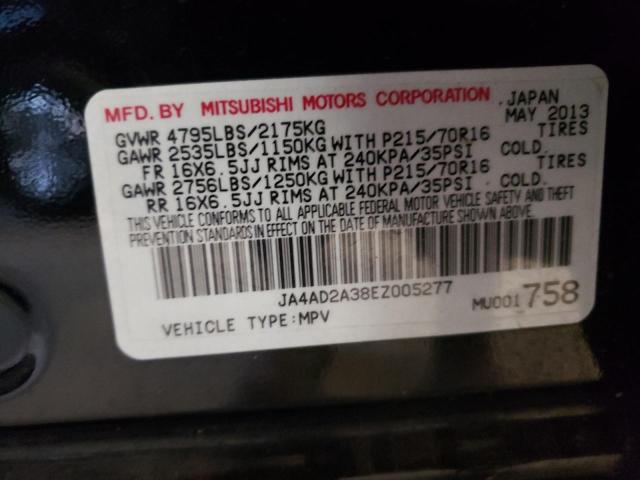 MFD. BY MITSUBISHI MOTORS CORPORATION, JAPAN
GVWR 4795LBS/2175KG MAY 2013
GAWR 2535LBS/1150KG WITH P215/70R16 TIRES
FR 16X6.5JJ RIMS AT 240KPA/35PSI COLD.
GAWR 2756LBS/1250KG WITH P215/70R16 TIRES
RR 16X6.5JJ RIMS AT 240KPA/35PSI COLD.
THIS VEHICLE CONFORMS TO ALL APPLICABLE FEDERAL MOTOR VEHICLE SAFETY AND THEFT
PREVENTION STANDARDS IN EFFECT ON THE DATE OF MANUFACTURE SHOWN ABOVE.
JA4AD2A38EZ005277
VEHICLE TYPE:MPV MU001758